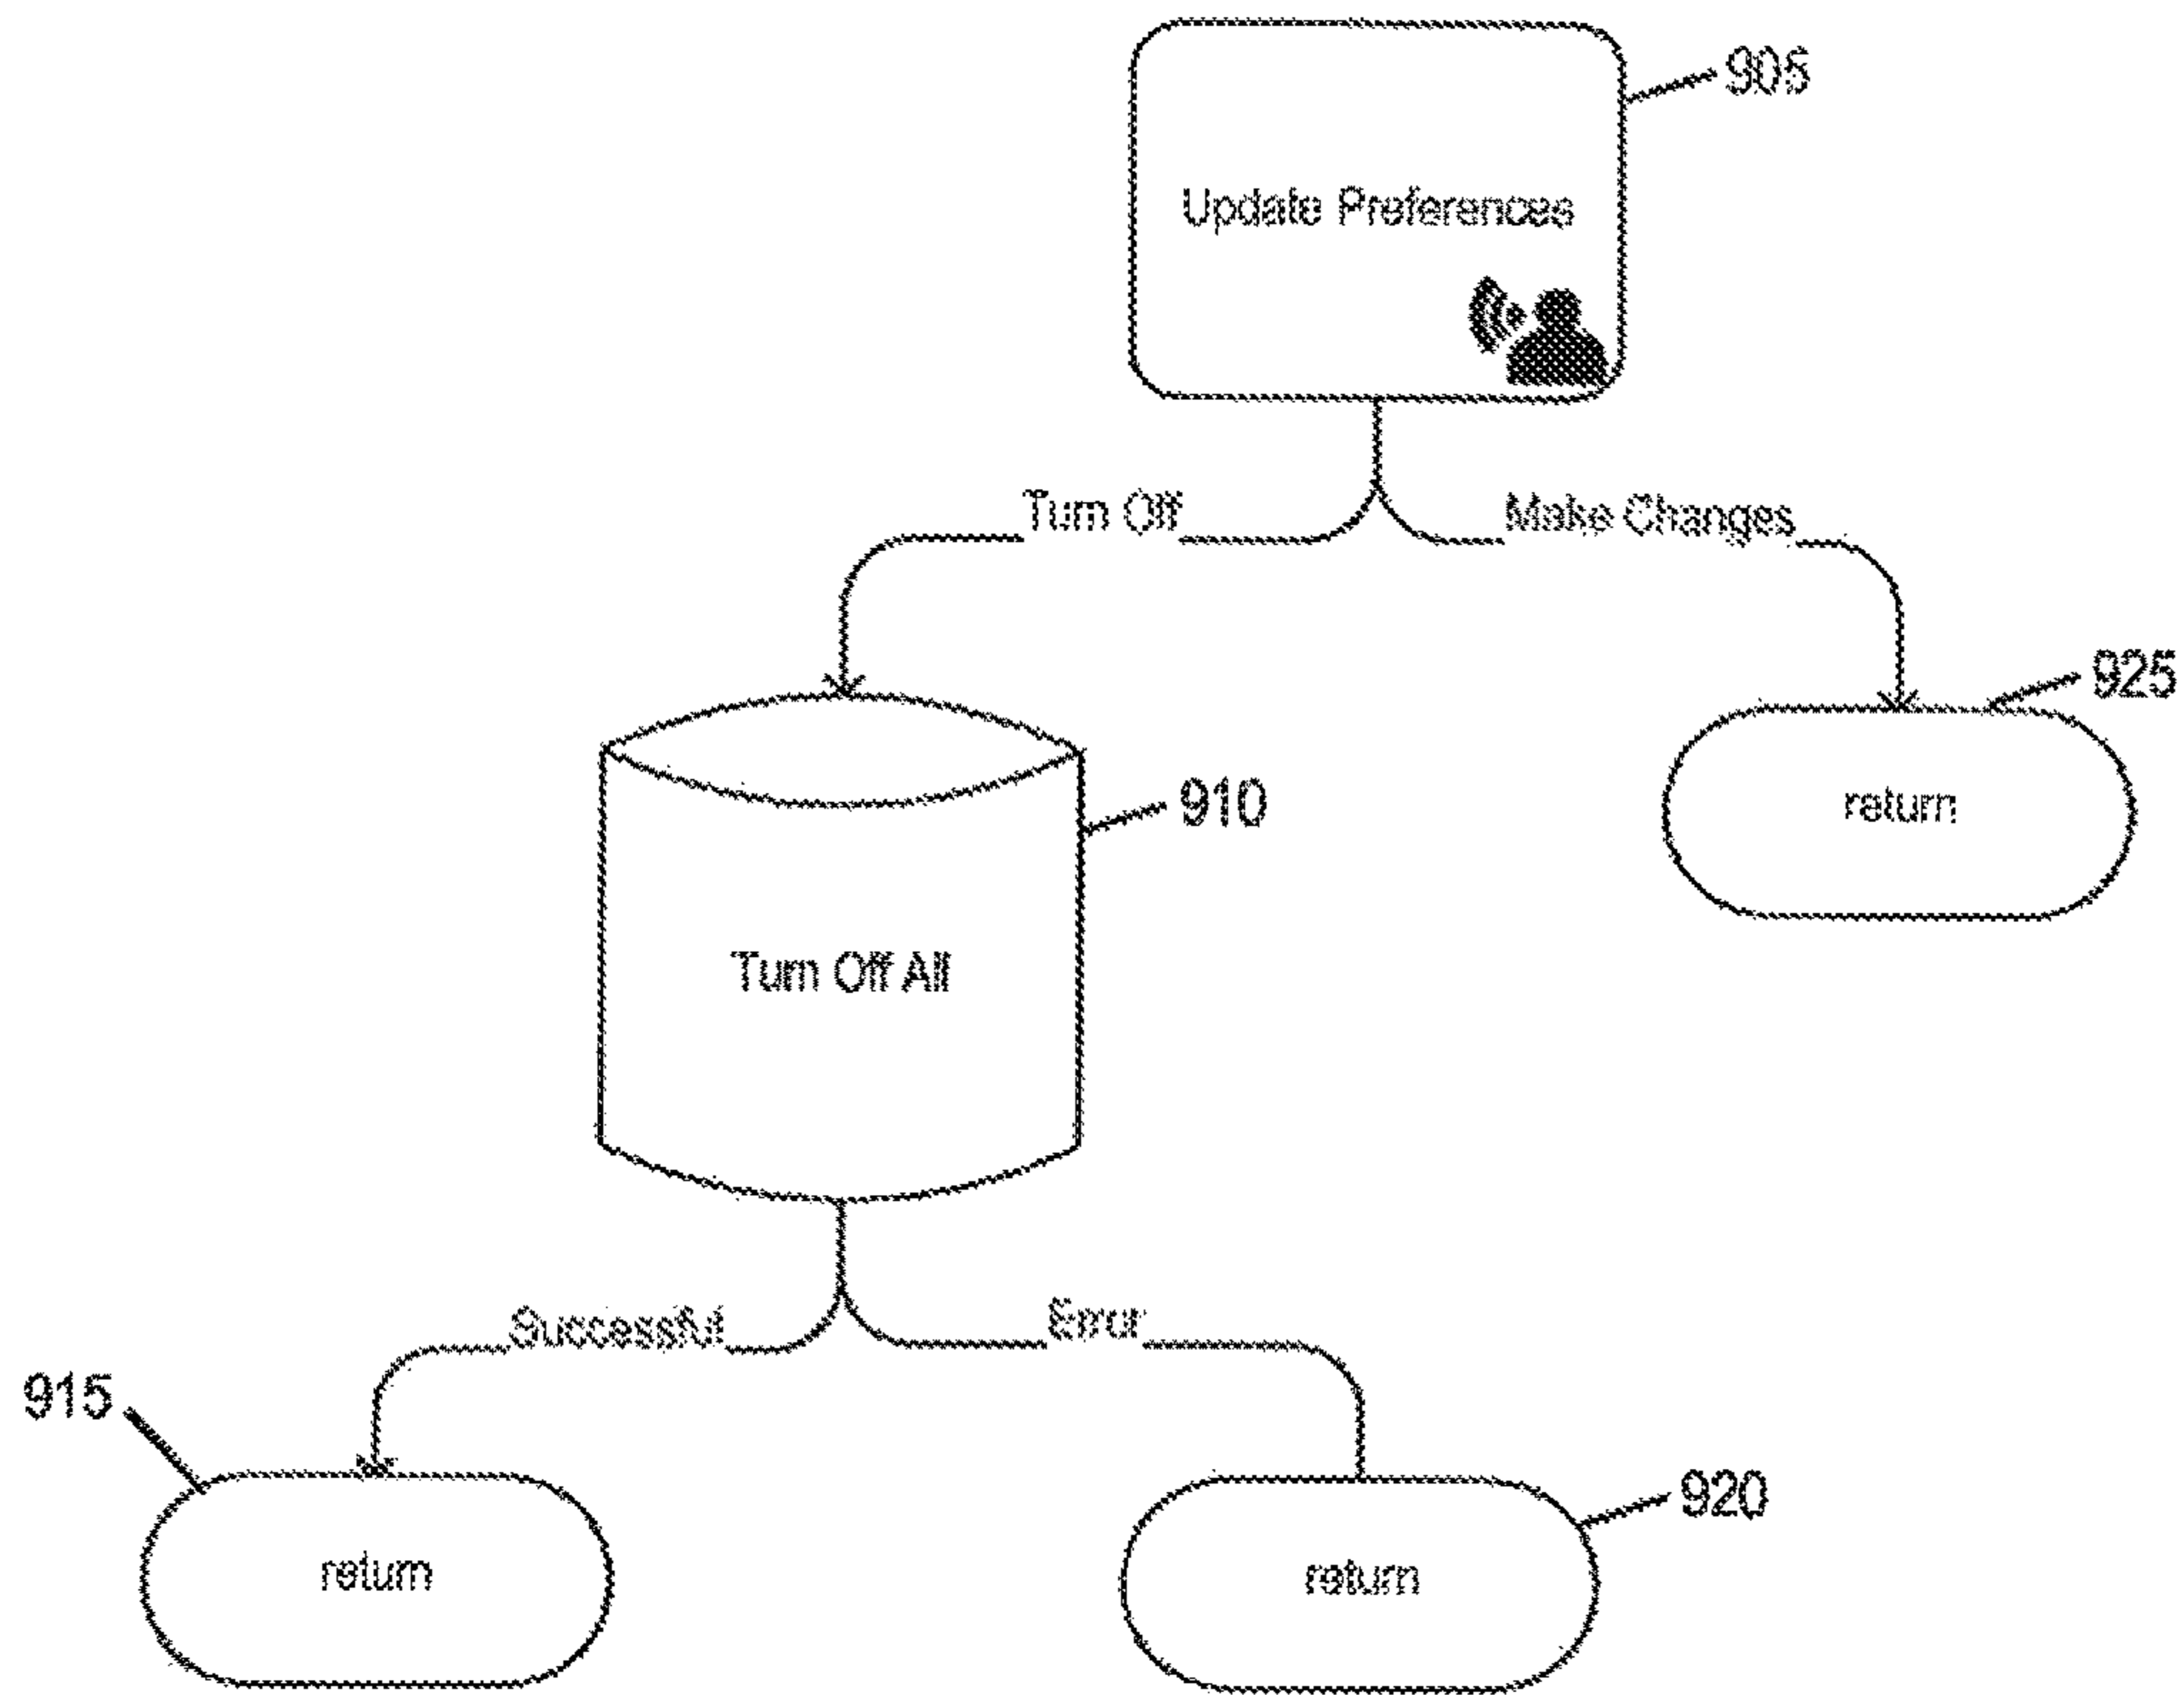 905
Update Preferences
Turn Off
Make Changes
925
return
910
Turn Off All
Successful
Error
915
920
return
return